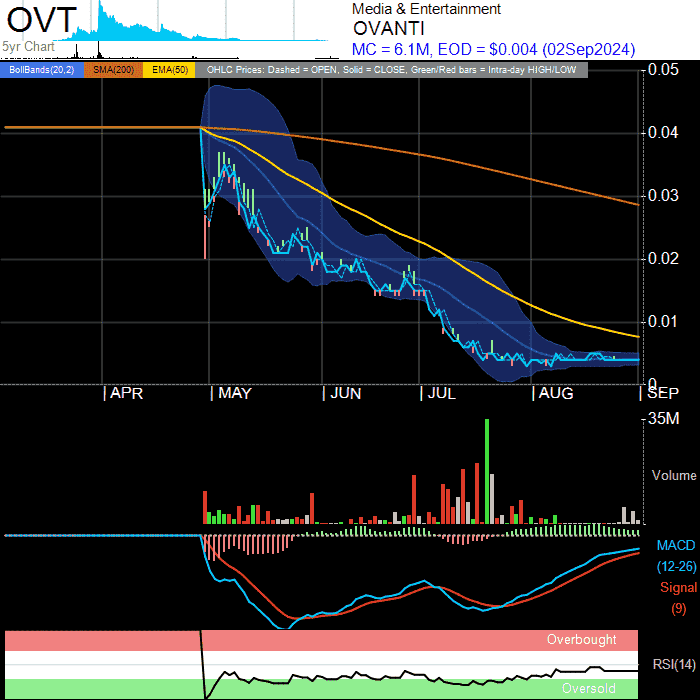 OVT
5yr Chart
Media & Entertainment
OVANTI
MC = 6.1M, EOD = $0.004 (02Sep2024)
BollBands(20,2) SMA(200) EMA(50) OHLC Prices: Dashed = OPEN, Solid = CLOSE, Green/Red bars = Intra-day HIGH/LOW
0.05
0.04
0.03
0.02
0.01
0
APR MAY JUN JUL AUG SEP
35M
Volume
MACD
(12-26)
Signal
(9)
Overbought
RSI(14)
Oversold